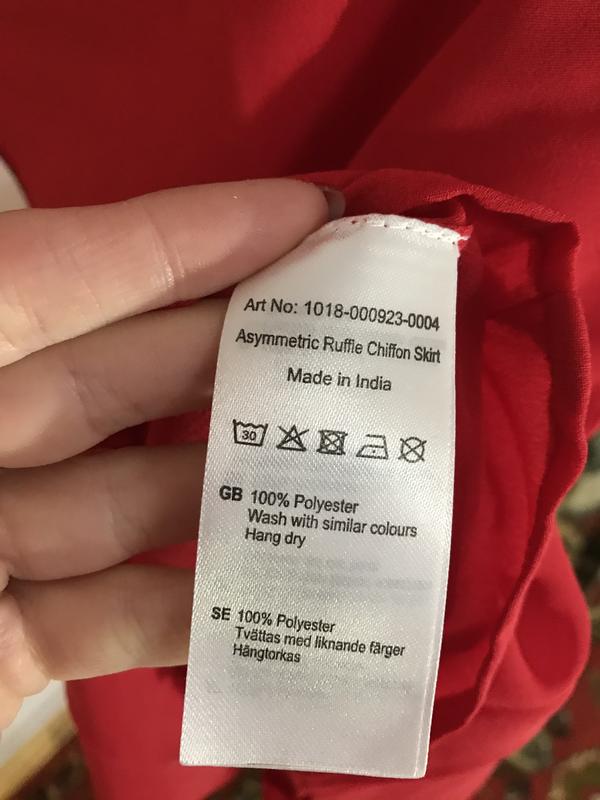 Art No: 1018-000923-0004
Asymmetric Ruffle Chiffon Skirt
Made in India
30
GB 100% Polyester
Wash with similar colours
Hang dry
SE 100% Polyester
Tvättas med liknande färger
Hängtorkas